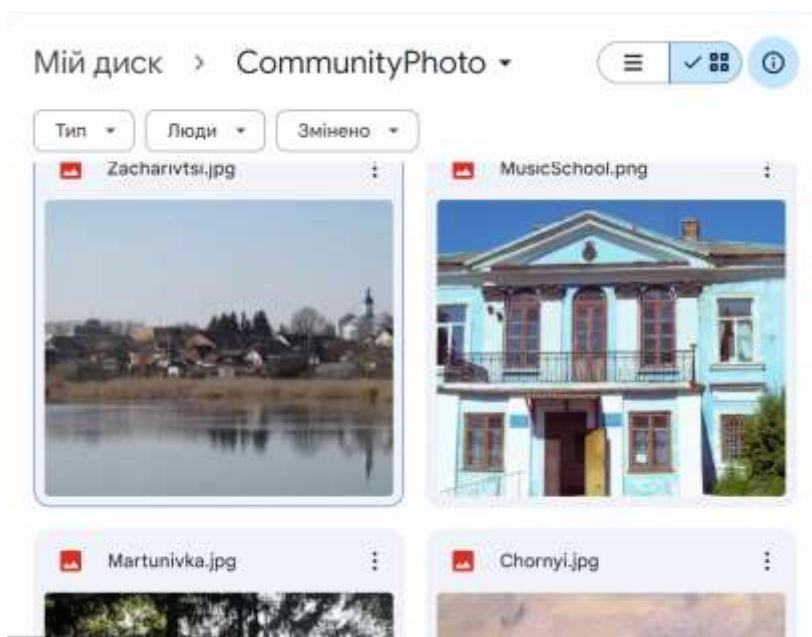 Мій диск > CommunityPhoto
Тип Люди Змінено
Zacharivtsi.jpg MusicSchool.png
Martunivka.jpg Chornyi.jpg